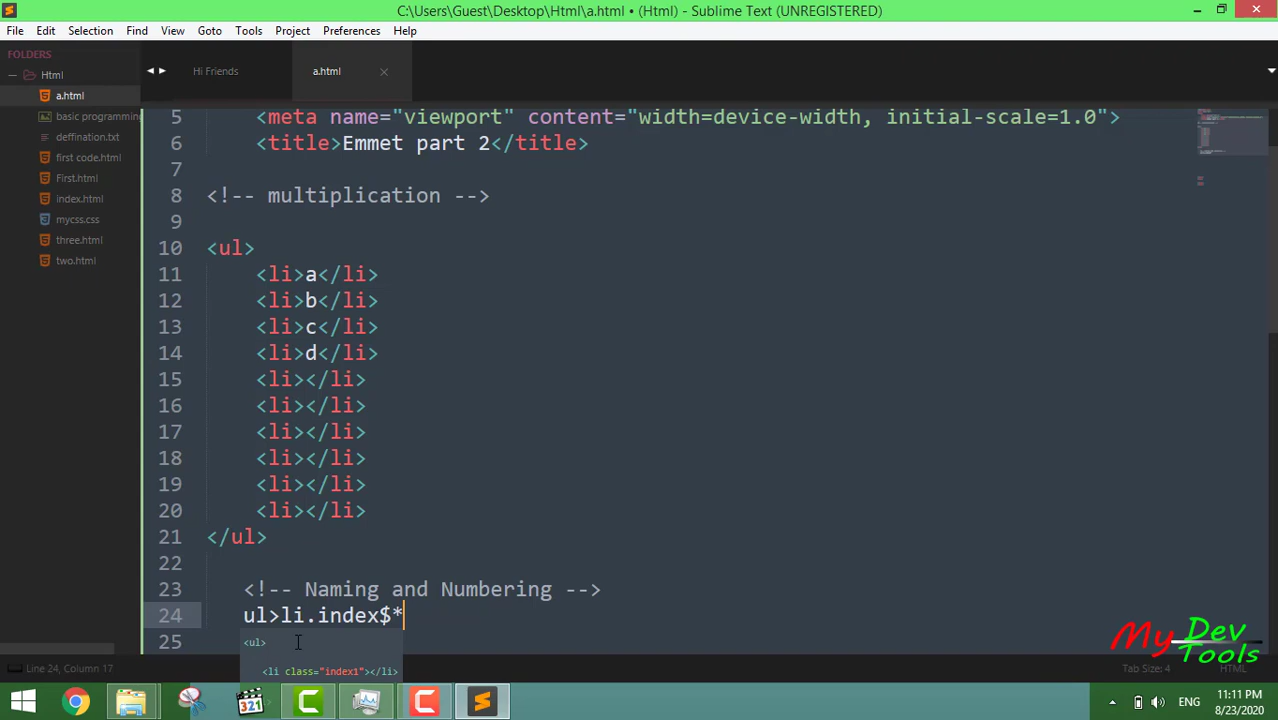 C:\Users\Guest\Desktop\Html\a.html • (Html) - Sublime Text (UNREGISTERED)
File Edit Selection Find View Goto Tools Project Preferences Help
FOLDERS
Html
a.html
basic programming
deffination.txt
first code.html
First.html
index.html
mycss.css
three.html
two.html
Hi Friends
a.html
5 <meta name="viewport" content="width=device-width, initial-scale=1.0">
6 <title>Emmet part 2</title>
7
8 <!-- multiplication -->
9
10 <ul>
11 <li>a</li>
12 <li>b</li>
13 <li>c</li>
14 <li>d</li>
15 <li></li>
16 <li></li>
17 <li></li>
18 <li></li>
19 <li></li>
20 <li></li>
21 </ul>
22
23 <!-- Naming and Numbering -->
24 ul>li.index$*
25
<ul>
<li class="index1"></li>
My Dev Tools
Line 24, Column 17
Tab Size: 4
HTML
321
ENG
11:11 PM
8/23/2020